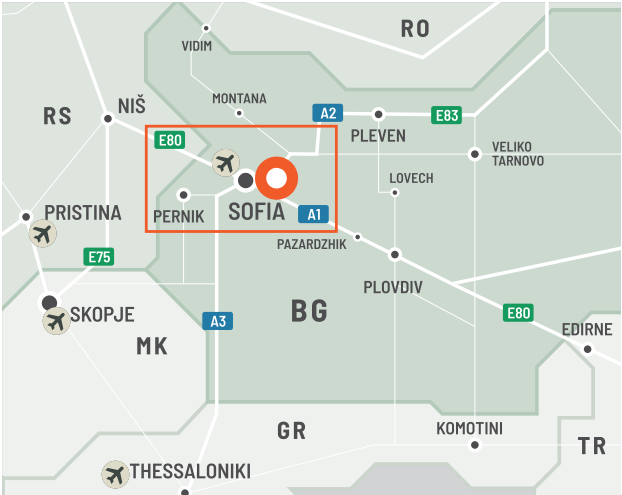 RO
VIDIM
MONTANA
RS
NIŠ
A2
E83
PLEVEN
E80
VELIKO
TARNOVO
LOVECH
PRISTINA
PERNIK
SOFIA
A1
PAZARDZHIK
E75
PLOVDIV
SKOPJE
A3
BG
E80
EDIRNE
MK
GR
KOMOTINI
TR
THESSALONIKI